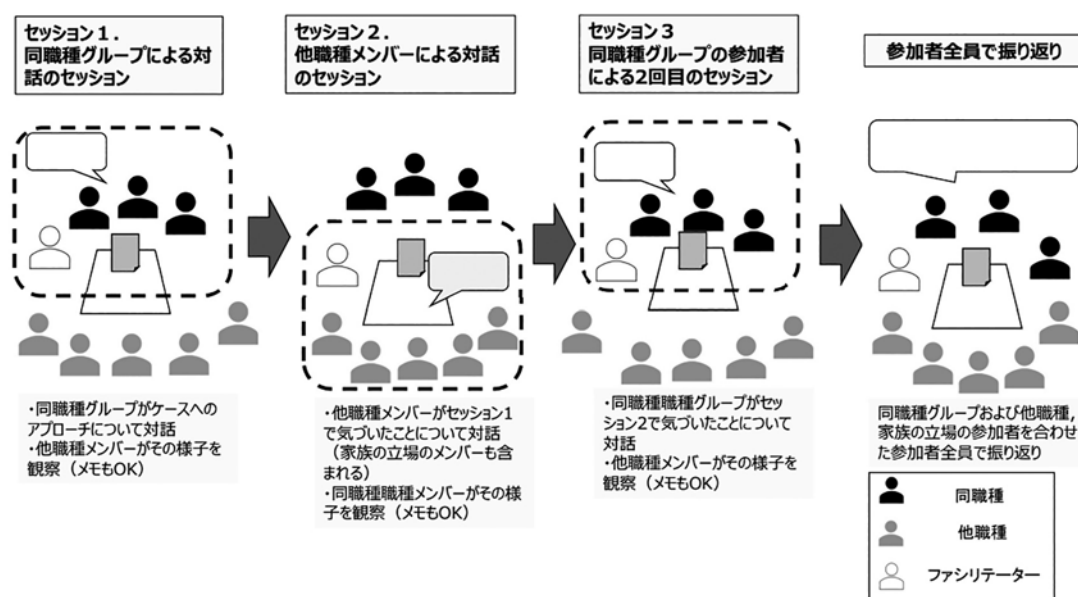 セッション1.
同職種グループによる対
話のセッション
セッション2.
他職種メンバーによる対話
のセッション
セッション3
同職種グループの参加者
による2回目のセッション
参加者全員で振り返り
・同職種グループがケースへの
アプローチについて対話
・他職種メンバーがその様子を
観察（メモもOK）
・他職種メンバーがセッション1
で気づいたことについて対話
（家族の立場のメンバーも含
まれる）
・同職種職種メンバーがその様
子を観察（メモもOK）
・同職種職種グループがセッ
ション2で気づいたことについて
対話
・他職種メンバーがその様子を
観察（メモもOK）
同職種グループおよび他職種,
家族の立場の参加者を合わせ
た参加者全員で振り返り
同職種
他職種
ファシリテーター